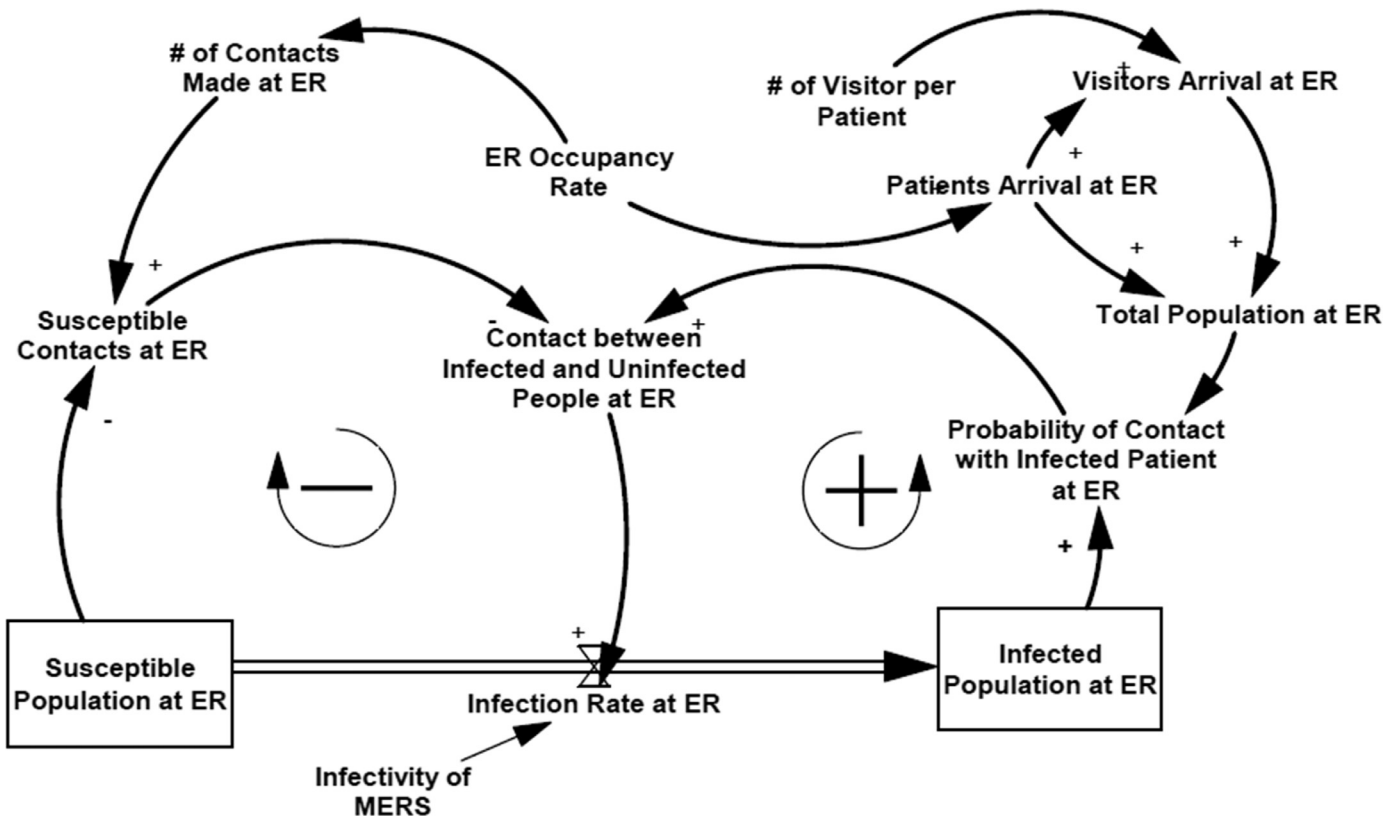 # of Contacts
Made at ER
# of Visitor per
Patient
+
Visitors Arrival at ER
ER Occupancy
Rate
+
Patients Arrival at ER
-
+
+
+
Susceptible
Contacts at ER
-
+
Contact between
Infected and Uninfected
People at ER
Total Population at ER
-
Probability of Contact
with Infected Patient
at ER
—
+
+
+
Susceptible
Population at ER
Infection Rate at ER
Infected
Population at ER
Infectivity of
MERS